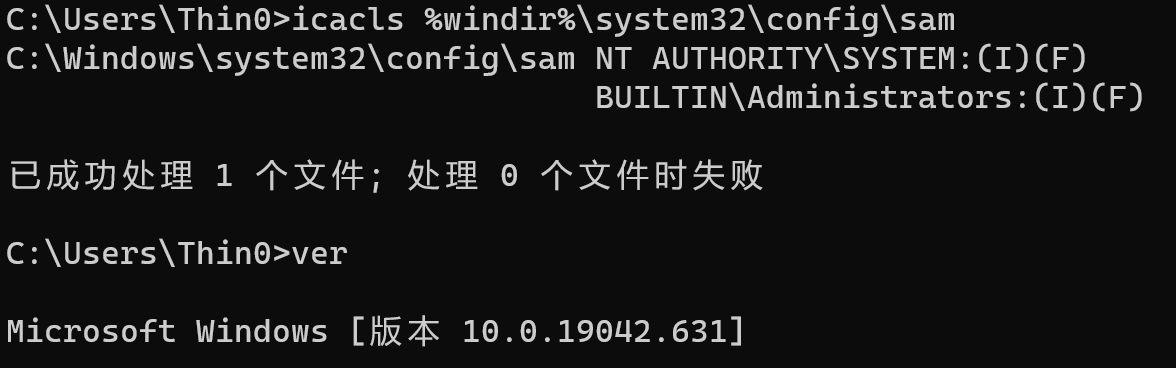 C:\Users\Thin0>icacls %windir%\system32\config\sam
C:\Windows\system32\config\sam NT AUTHORITY\SYSTEM:(I)(F)
BUILTIN\Administrators:(I)(F)
已成功处理 1 个文件; 处理 0 个文件时失败
C:\Users\Thin0>ver
Microsoft Windows [版本 10.0.19042.631]